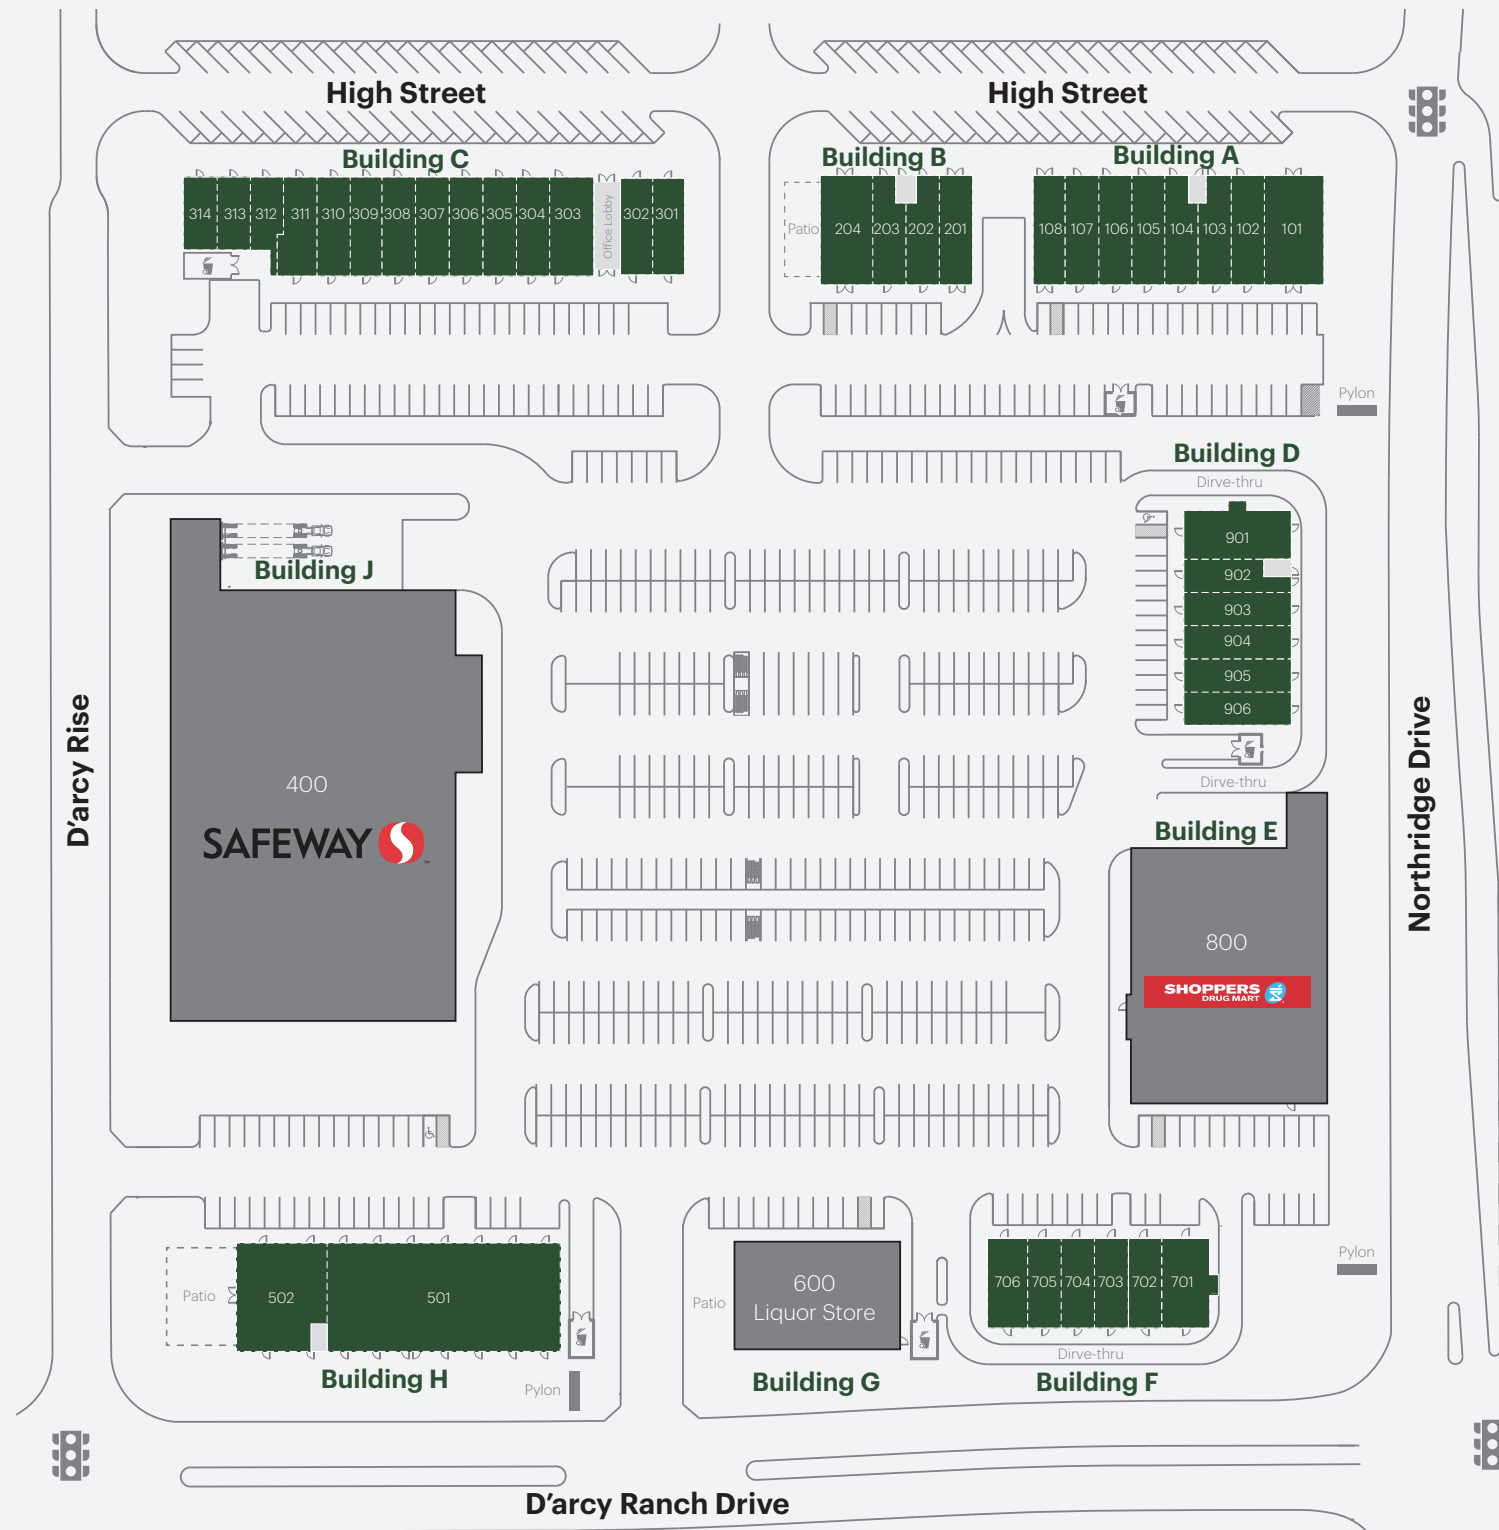 High Street
High Street
Building C
Building B
Building A
314
313
312
311
310
309
308
307
306
305
304
303
Office Lobby
302
301
Patio
204
203
202
201
108
107
106
105
104
103
102
101
Pylon
Building D
Dirve-thru
901
902
903
904
905
906
Dirve-thru
Building J
400
SAFEWAY
D'arcy Rise
Northridge Drive
Building E
800
SHOPPERS
DRUG MART
Patio
502
501
Building H
Pylon
Patio
600
Liquor Store
Building G
706
705
704
703
702
701
Dirve-thru
Building F
Pylon
D'arcy Ranch Drive